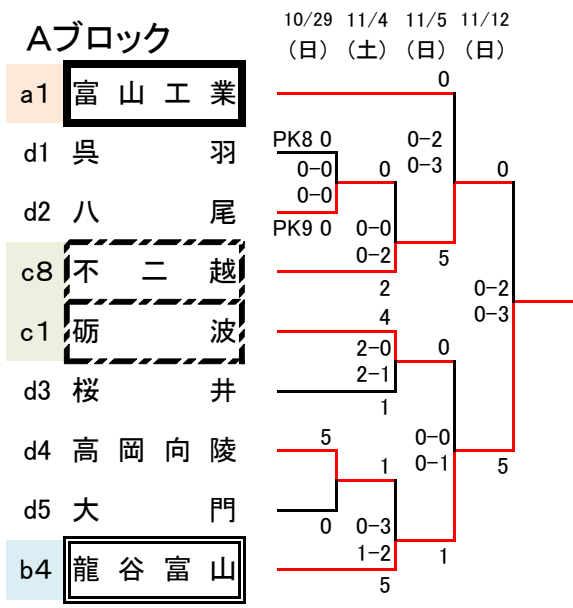 10/29 11/4 11/5 11/12
Aブロック
(日) (土) (日) (日)
0
a1 富山工業
PK8 0
0-2
d1 呉羽
0-0 0 0-3 0
0-0
d2 八尾
PK9 0 0-0
0-2 5
c8 不二越
2 0-2
4 0-3
c1 砺波
2-0 0
2-1
d3 桜井
1
5 0-0
d4 高岡向陵
1 0-1 5
d5 大門
0 0-3
1-2 1
b4 龍谷富山
5